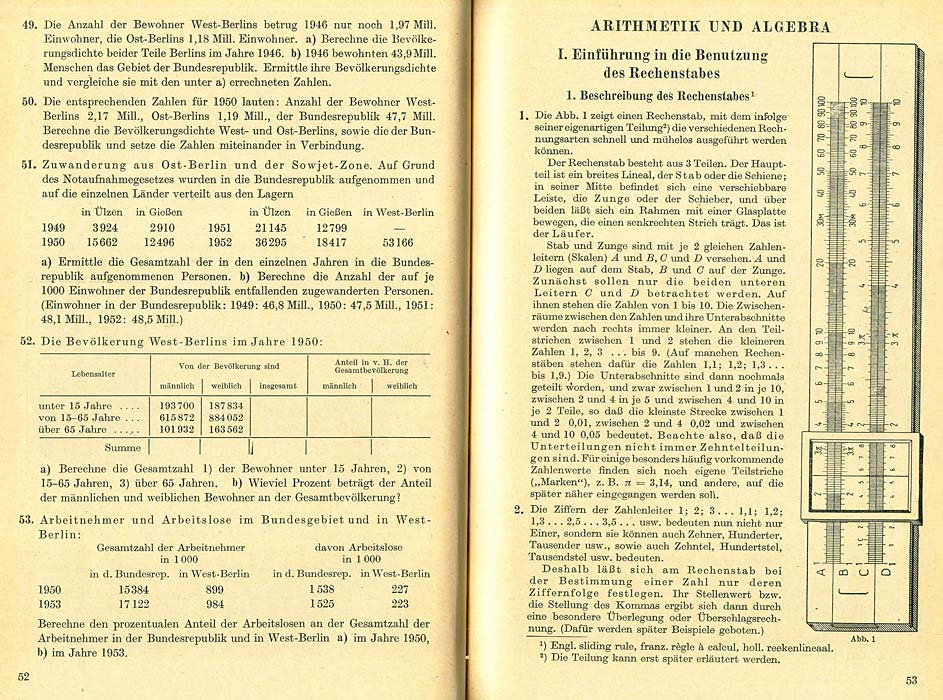 49. Die Anzahl der Bewohner West-Berlins betrug 1946 nur noch 1,97 Mill.
Einwohner, die Ost-Berlins 1,18 Mill. Einwohner. a) Berechne die Bevölke-
rungsdichte beider Teile Berlins im Jahre 1946. b) 1946 bewohnten 43,9 Mill.
Menschen das Gebiet der Bundesrepublik. Ermittle ihre Bevölkerungsdichte
und vergleiche sie mit den unter a) errechneten Zahlen.
50. Die entsprechenden Zahlen für 1950 lauten: Anzahl der Bewohner West-
Berlins 2,17 Mill., Ost-Berlins 1,19 Mill., der Bundesrepublik 47,7 Mill.
Berechne die Bevölkerungsdichte West- und Ost-Berlins, sowie die der Bun-
desrepublik und setze die Zahlen miteinander in Verbindung.
51. Zuwanderung aus Ost-Berlin und der Sowjet-Zone. Auf Grund
des Notaufnahmegesetzes wurden in die Bundesrepublik aufgenommen und
auf die einzelnen Länder verteilt aus den Lagern
in Ülzen in Gießen in Ülzen in Gießen in West-Berlin
1949 3924 2910 1951 21145 12799 —
1950 15662 12496 1952 36295 18417 53166
a) Ermittle die Gesamtzahl der in den einzelnen Jahren in die Bundes-
republik aufgenommenen Personen. b) Berechne die Anzahl der auf je
1000 Einwohner der Bundesrepublik entfallenden zugewanderten Personen.
(Einwohner in der Bundesrepublik: 1949: 46,8 Mill., 1950: 47,5 Mill., 1951:
48,1 Mill., 1952: 48,5 Mill.)
52. Die Bevölkerung West-Berlins im Jahre 1950:
Lebensalter Von der Bevölkerung sind Anteil in v. H. der
Gesamtbevölkerung
männlich weiblich insgesamt männlich weiblich
unter 15 Jahre .... 193700 187834
von 15–65 Jahre ... 615872 884052
über 65 Jahre ..... 101932 163562
Summe
a) Berechne die Gesamtzahl 1) der Bewohner unter 15 Jahren, 2) von
15–65 Jahren, 3) über 65 Jahren. b) Wieviel Prozent beträgt der Anteil
der männlichen und weiblichen Bewohner an der Gesamtbevölkerung?
53. Arbeitnehmer und Arbeitslose im Bundesgebiet und in West-
Berlin:
Gesamtzahl der Arbeitnehmer davon Arbeitslose
in 1000 in 1000
in d. Bundesrep. in West-Berlin in d. Bundesrep. in West-Berlin
1950 15384 899 1538 227
1953 17122 984 1525 223
Berechne den prozentualen Anteil der Arbeitslosen an der Gesamtzahl der
Arbeitnehmer in der Bundesrepublik und in West-Berlin a) im Jahre 1950,
b) im Jahre 1953.
52
ARITHMETIK UND ALGEBRA
I. Einführung in die Benutzung
des Rechenstabes
1. Beschreibung des Rechenstabes¹
1. Die Abb. 1 zeigt einen Rechenstab, mit dem infolge
seiner eigenartigen Teilung²) die verschiedenen Rech-
nungsarten schnell und mühelos ausgeführt werden
können.
Der Rechenstab besteht aus 3 Teilen. Der Haupt-
teil ist ein breites Lineal, der Stab oder die Schiene;
in seiner Mitte befindet sich eine verschiebbare
Leiste, die Zunge oder der Schieber, und über
beiden läßt sich ein Rahmen mit einer Glasplatte
bewegen, die einen senkrechten Strich trägt. Das ist
der Läufer.
Stab und Zunge sind mit je 2 gleichen Zahlen-
leitern (Skalen) A und B, C und D versehen. A und
D liegen auf dem Stab, B und C auf der Zunge.
Zunächst sollen nur die beiden unteren
Leitern C und D betrachtet werden. Auf
ihnen stehen die Zahlen von 1 bis 10. Die Zwischen-
räume zwischen den Zahlen und ihre Unterabschnitte
werden nach rechts immer kleiner. An den Teil-
strichen zwischen 1 und 2 stehen die kleineren
Zahlen 1, 2, 3 ... bis 9. (Auf manchen Rechen-
stäben stehen dafür die Zahlen 1,1; 1,2; 1,3 ...
bis 1,9.) Die Unterabschnitte sind dann nochmals
geteilt worden, und zwar zwischen 1 und 2 in je 10,
zwischen 2 und 4 in je 5 und zwischen 4 und 10 in
je 2 Teile, so daß die kleinste Strecke zwischen 1
und 2 0,01, zwischen 2 und 4 0,02 und zwischen
4 und 10 0,05 bedeutet. Beachte also, daß die
Unterteilungen nicht immer Zehntelteilun-
gen sind. Für einige besonders häufig vorkommende
Zahlenwerte finden sich noch eigene Teilstriche
(„Marken“), z. B. π = 3,14, und andere, auf die
später näher eingegangen werden soll.
2. Die Ziffern der Zahlenleiter 1; 2; 3 ... 1,1; 1,2;
1,3 ... 2,5 ... 3,5 ... usw. bedeuten nun nicht nur
Einer, sondern sie können auch Zehner, Hunderter,
Tausender usw., sowie auch Zehntel, Hundertstel,
Tausendstel usw. bedeuten.
Deshalb läßt sich am Rechenstab bei
der Bestimmung einer Zahl nur deren
Ziffernfolge festlegen. Ihr Stellenwert bzw.
die Stellung des Kommas ergibt sich dann durch
eine besondere Überlegung oder Überschlagsrech-
nung. (Dafür werden später Beispiele geboten.)
A
B
C
D
Abb. 1
¹) Engl. sliding rule, franz. règle à calcul, holl. reekenlineaal.
²) Die Teilung kann erst später erläutert werden.
53